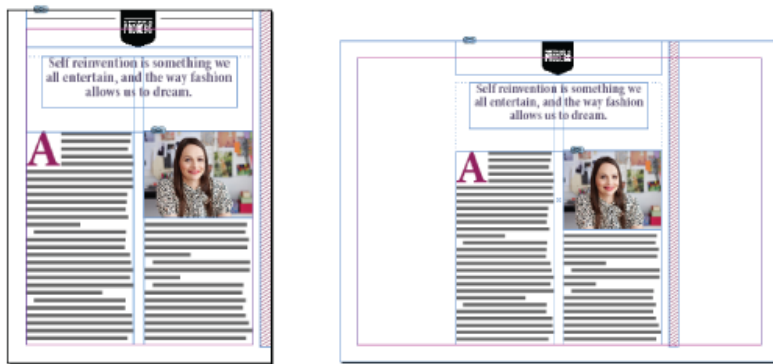 Self reinvention is something we
all entertain, and the way fashion
allows us to dream.
A
Self reinvention is something we
all entertain, and the way fashion
allows us to dream.
A